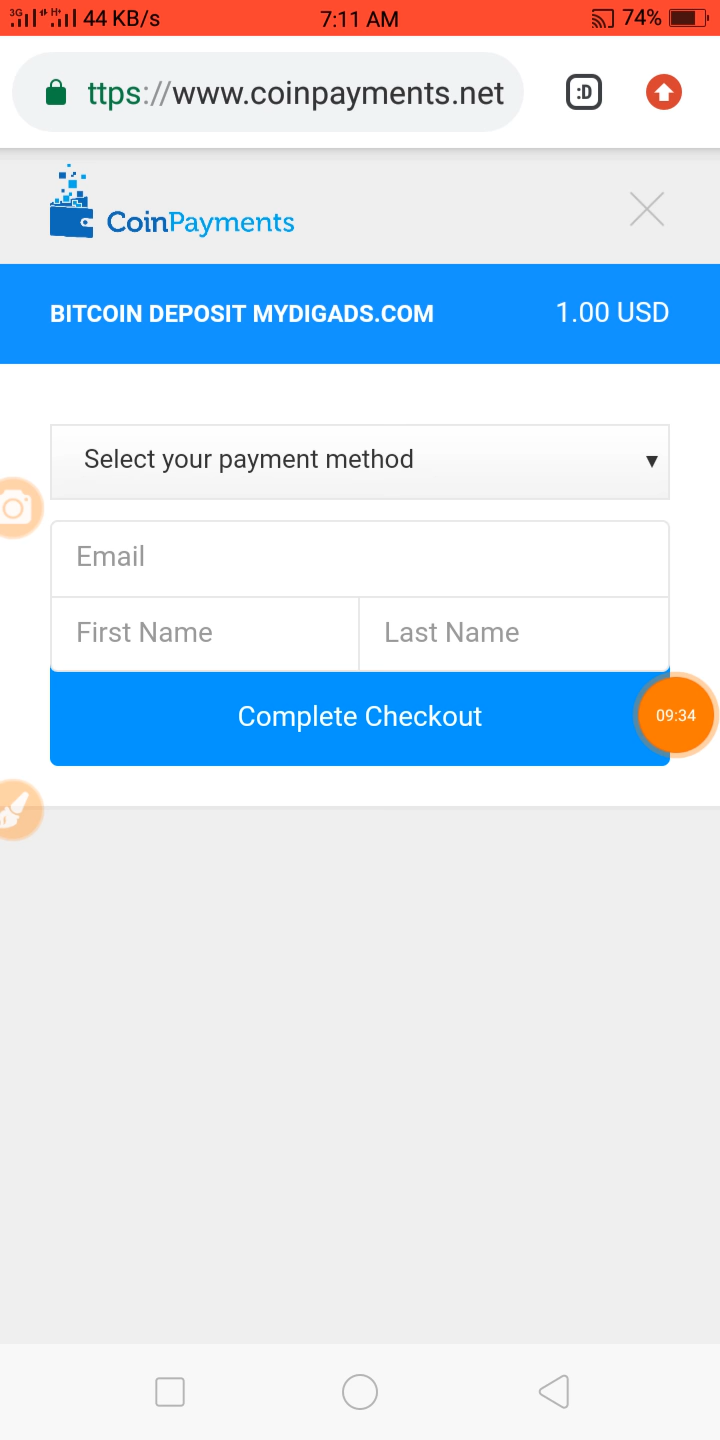 3G H+ 44 KB/s 7:11 AM 74%
ttps://www.coinpayments.net :D
CoinPayments
BITCOIN DEPOSIT MYDIGADS.COM 1.00 USD
Select your payment method
Email
First Name Last Name
Complete Checkout 09:34